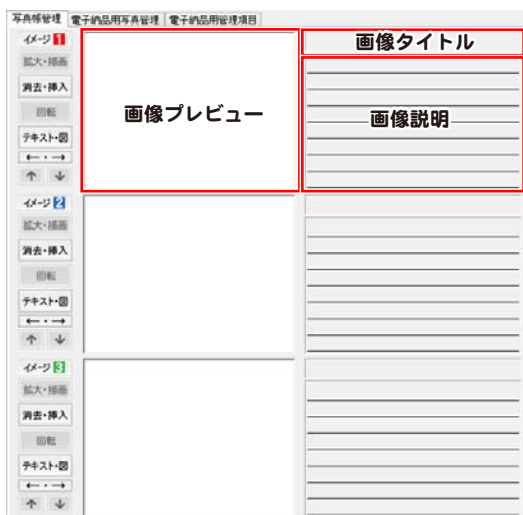 写真帳管理 電子納品用写真管理 電子納品用管理項目
イメージ 1
拡大・描画
消去・挿入
回転
テキスト・図
←・→
↑ ↓
画像プレビュー
画像タイトル
画像説明
イメージ 2
拡大・描画
消去・挿入
回転
テキスト・図
←・→
↑ ↓
イメージ 3
拡大・描画
消去・挿入
回転
テキスト・図
←・→
↑ ↓